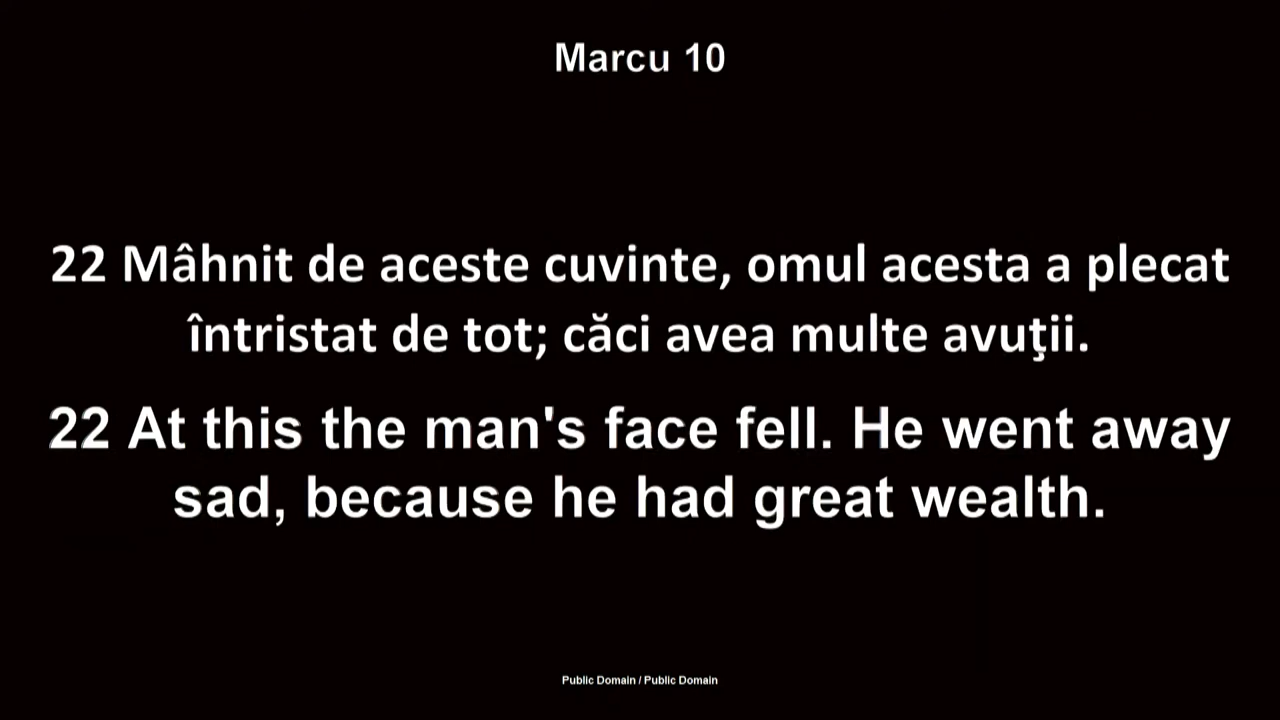 Marcu 10
22 Mâhnit de aceste cuvinte, omul acesta a plecat
întristat de tot; căci avea multe avuţii.
22 At this the man's face fell. He went away
sad, because he had great wealth.
Public Domain / Public Domain